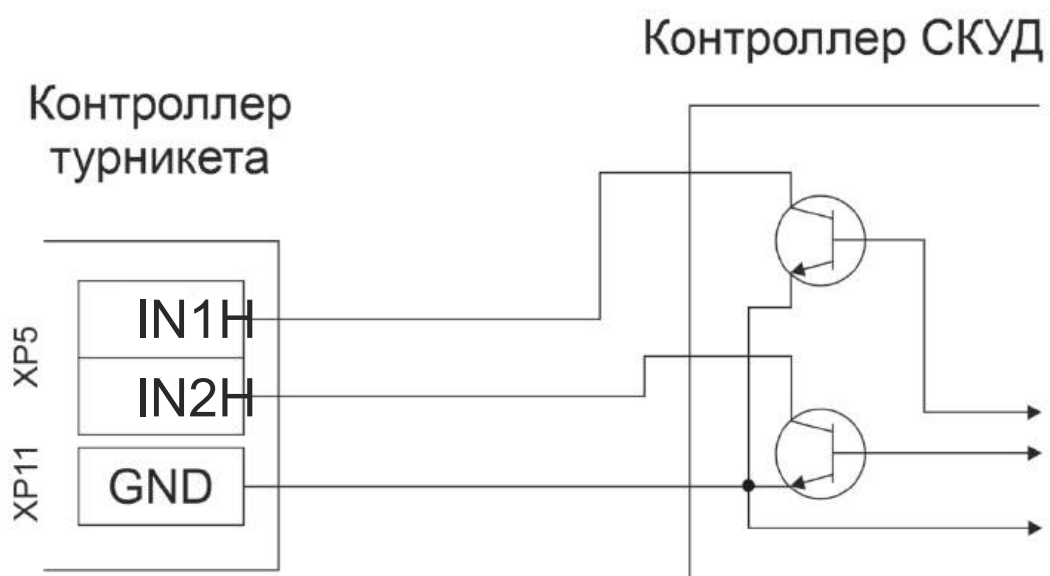 Контроллер СКУД
Контроллер
турникета
XP5
IN1H
IN2H
XP11
GND